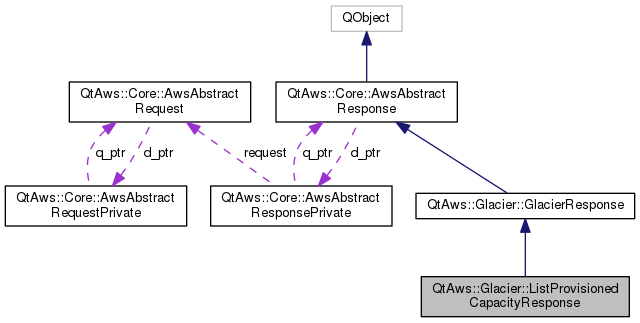 QObject
QtAws::Core::AwsAbstract
Request
QtAws::Core::AwsAbstract
Response
q_ptr
d_ptr
request
q_ptr
d_ptr
QtAws::Core::AwsAbstract
RequestPrivate
QtAws::Core::AwsAbstract
ResponsePrivate
QtAws::Glacier::GlacierResponse
QtAws::Glacier::ListProvisioned
CapacityResponse